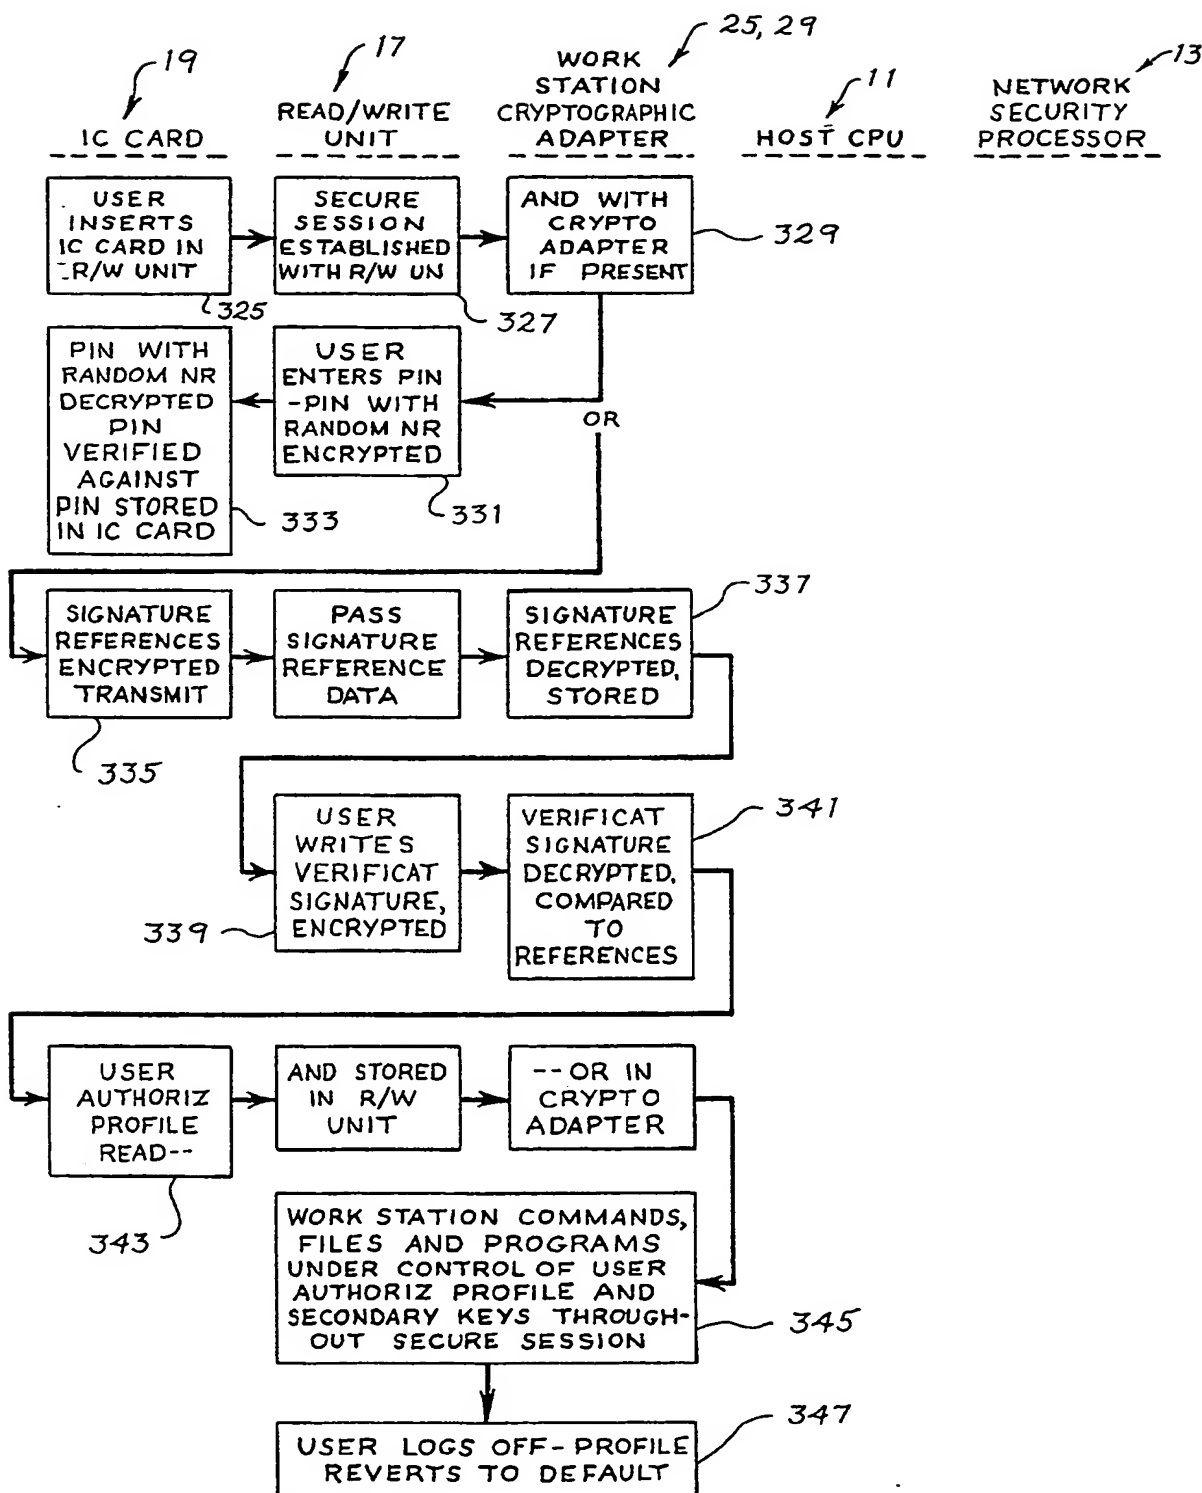 19
17
25, 29
11
13
IC CARD
READ/WRITE
UNIT
WORK
STATION
CRYPTOGRAPHIC
ADAPTER
HOST CPU
NETWORK
SECURITY
PROCESSOR
USER
INSERTS
IC CARD IN
R/W UNIT
325
SECURE
SESSION
ESTABLISHED
WITH R/W UN
327
AND WITH
CRYPTO
ADAPTER
IF PRESENT
329
PIN WITH
RANDOM NR
DECRYPTED
PIN
VERIFIED
AGAINST
PIN STORED
IN IC CARD
333
USER
ENTERS PIN
-PIN WITH
RANDOM NR
ENCRYPTED
331
OR
SIGNATURE
REFERENCES
ENCRYPTED
TRANSMIT
335
PASS
SIGNATURE
REFERENCE
DATA
SIGNATURE
REFERENCES
DECRYPTED,
STORED
337
USER
WRITES
VERIFICAT
SIGNATURE,
ENCRYPTED
339
VERIFICAT
SIGNATURE
DECRYPTED,
COMPARED
TO
REFERENCES
341
USER
AUTHORIZ
PROFILE
READ--
343
AND STORED
IN R/W
UNIT
--OR IN
CRYPTO
ADAPTER
WORK STATION COMMANDS,
FILES AND PROGRAMS
UNDER CONTROL OF USER
AUTHORIZ PROFILE AND
SECONDARY KEYS THROUGH-
OUT SECURE SESSION
345
USER LOGS OFF-PROFILE
REVERTS TO DEFAULT
347